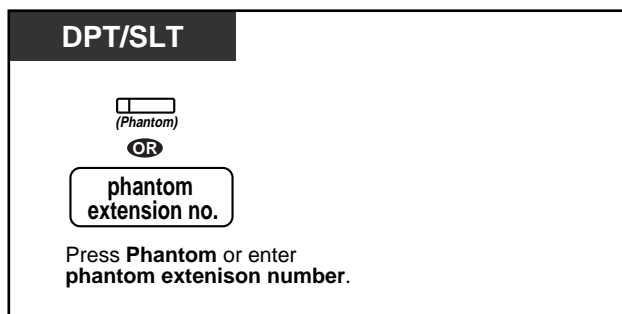 DPT/SLT
(Phantom)
OR
phantom
extension no.
Press Phantom or enter
phantom extenison number.